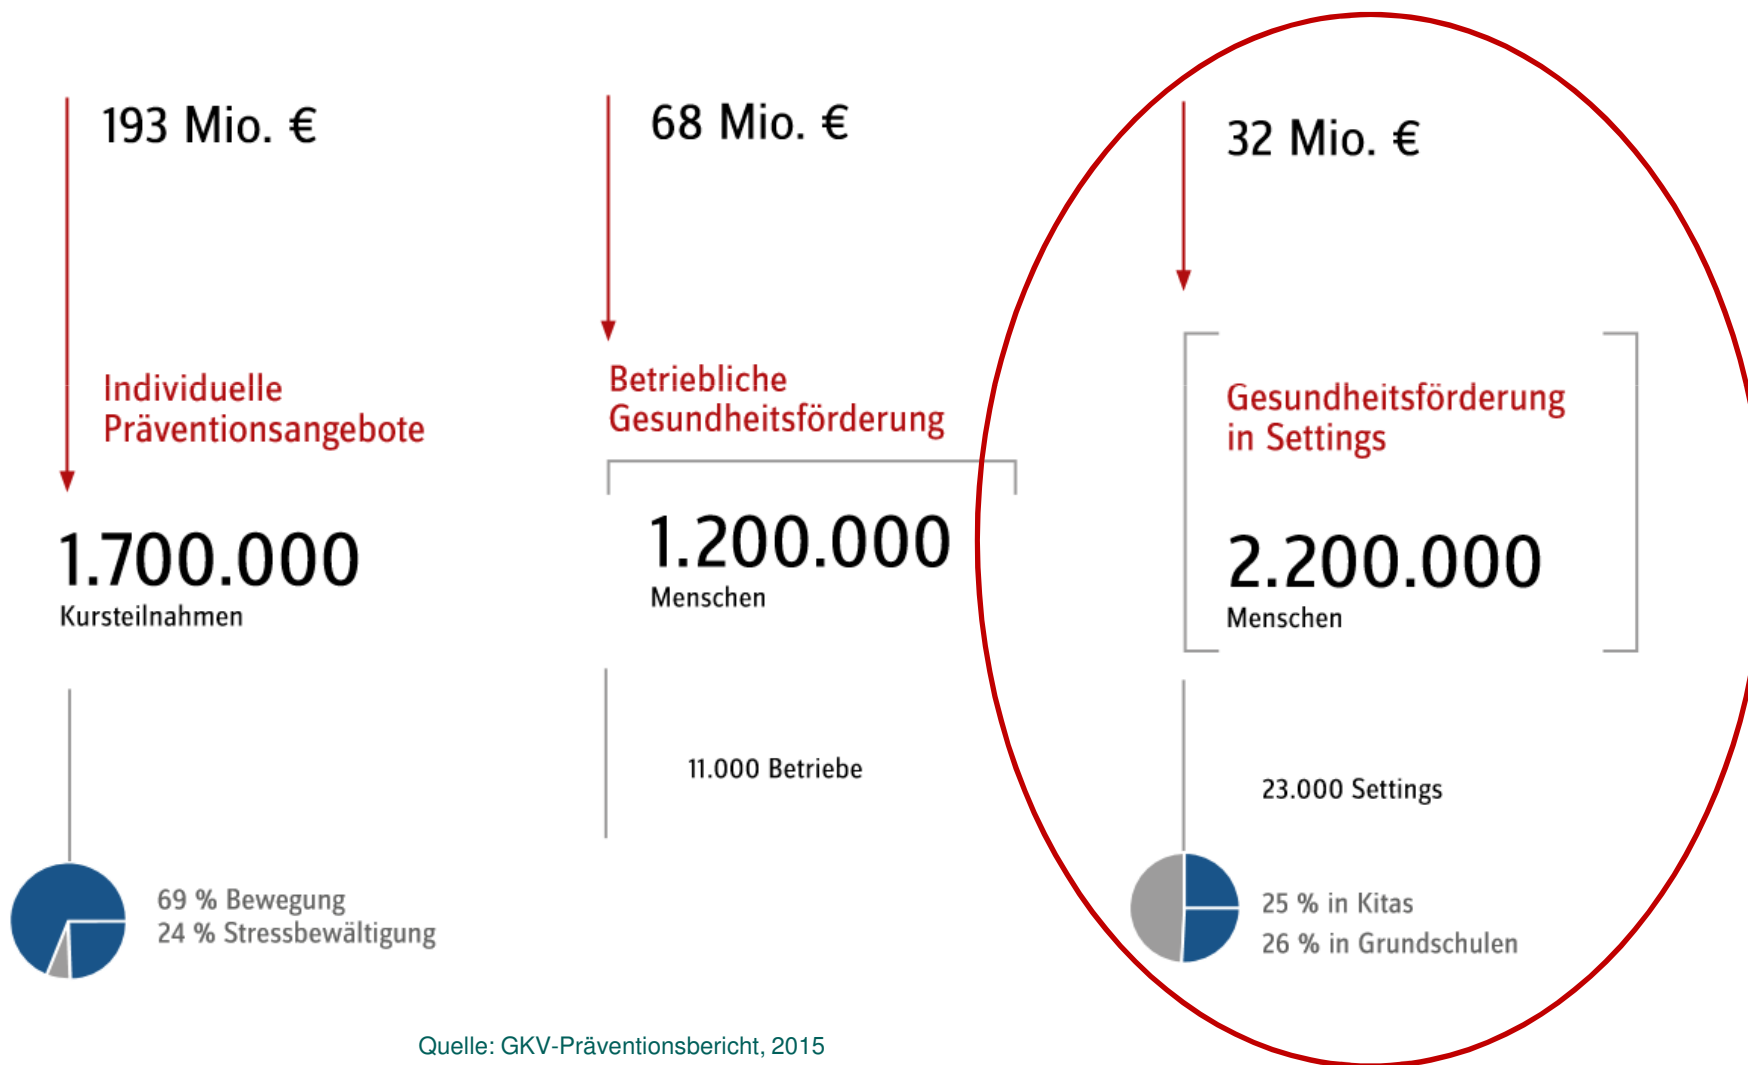 193 Mio. €
Individuelle
Präventionsangebote
1.700.000
Kursteilnahmen
69 % Bewegung
24 % Stressbewältigung
68 Mio. €
Betriebliche
Gesundheitsförderung
1.200.000
Menschen
11.000 Betriebe
32 Mio. €
Gesundheitsförderung
in Settings
2.200.000
Menschen
23.000 Settings
25 % in Kitas
26 % in Grundschulen
Quelle: GKV-Präventionsbericht, 2015